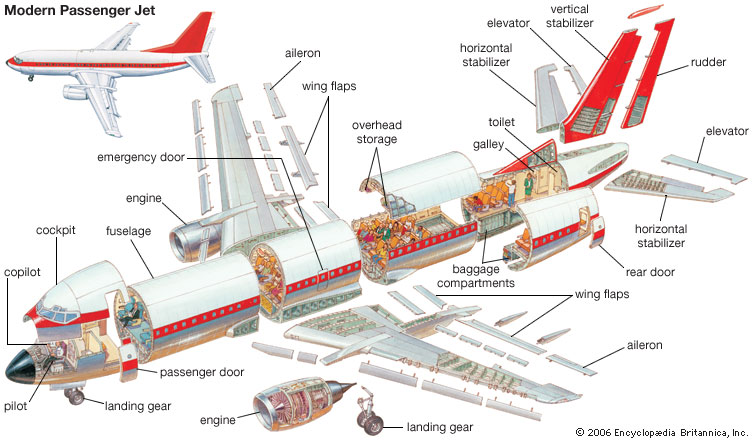 Modern Passenger Jet
aileron
wing flaps
emergency door
engine
cockpit
fuselage
copilot
pilot
landing gear
passenger door
engine
landing gear
overhead
storage
elevator
horizontal
stabilizer
vertical
stabilizer
rudder
toilet
galley
elevator
horizontal
stabilizer
rear door
baggage
compartments
wing flaps
aileron
© 2006 Encyclopædia Britannica, Inc.